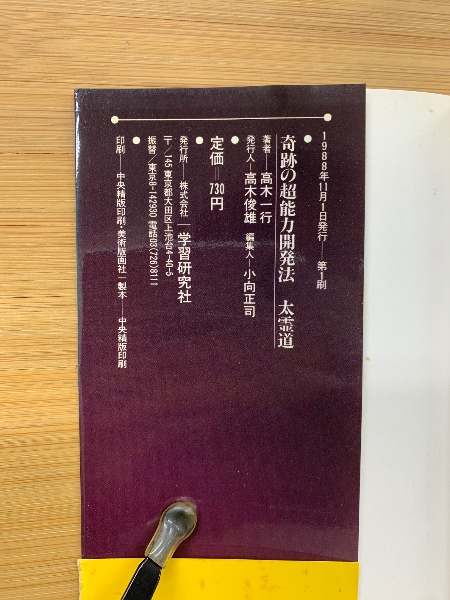 1988年11月1日発行 第1刷
●
奇跡の超能力開発法 太霊道
著者—高木一行
発行人—高木俊雄 編集人—小向正司
●
定価＝730円
●
発行所—株式会社—学習研究社
〒／145 東京都大田区上池台4-40-5
振替／東京8-142930 電話03(726)8111
●
印刷——中央精版印刷・美術版画社—製本——中央精版印刷